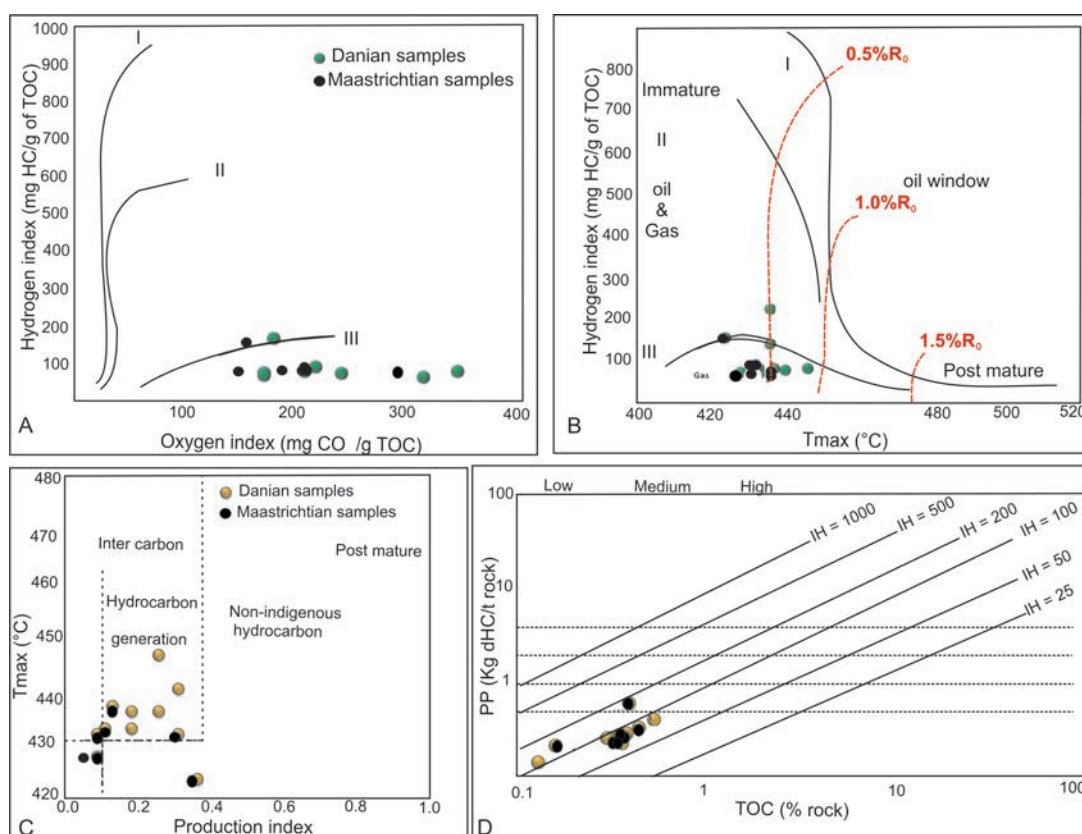 1000
900
800
700
600
500
400
300
200
100
Hydrogen index (mg HC/g of TOC)
I
II
III
Danian samples
Maastrichtian samples
100
200
300
400
A
Oxygen index (mg CO /g TOC)
800
700
600
500
400
300
200
100
Hydrogen index (mg HC/g of TOC)
I
0.5%R₀
Immature
II
oil window
oil
&
Gas
1.0%R₀
III
1.5%R₀
Gas
Post mature
400
420
440
480
500
520
B
Tmax (°C)
480
470
460
450
440
430
420
Tmax (°C)
Danian samples
Maastrichtian samples
Inter carbon
Post mature
Hydrocarbon
generation
Non-indigenous
hydrocarbon
0.0
0.2
0.4
0.6
0.8
1.0
C
Production index
Low
Medium
High
100
10
1
PP (Kg dHC/t rock)
IH = 1000
IH = 500
IH = 200
IH = 100
IH = 50
IH = 25
0.1
1
10
100
D
TOC (% rock)